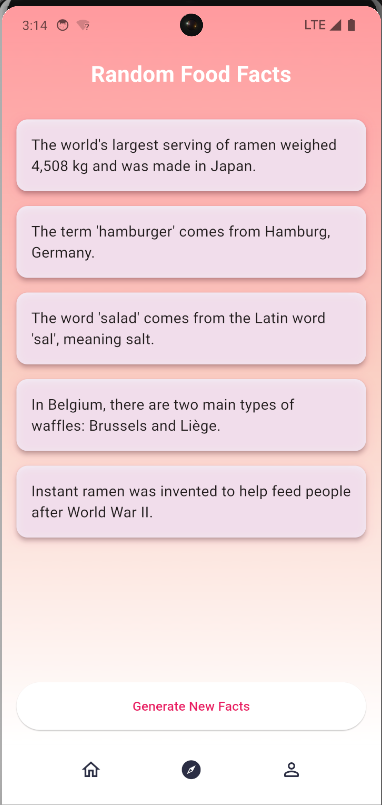 3:14
LTE
Random Food Facts
The world's largest serving of ramen weighed
4,508 kg and was made in Japan.
The term 'hamburger' comes from Hamburg,
Germany.
The word 'salad' comes from the Latin word
'sal', meaning salt.
In Belgium, there are two main types of
waffles: Brussels and Liège.
Instant ramen was invented to help feed people
after World War II.
Generate New Facts